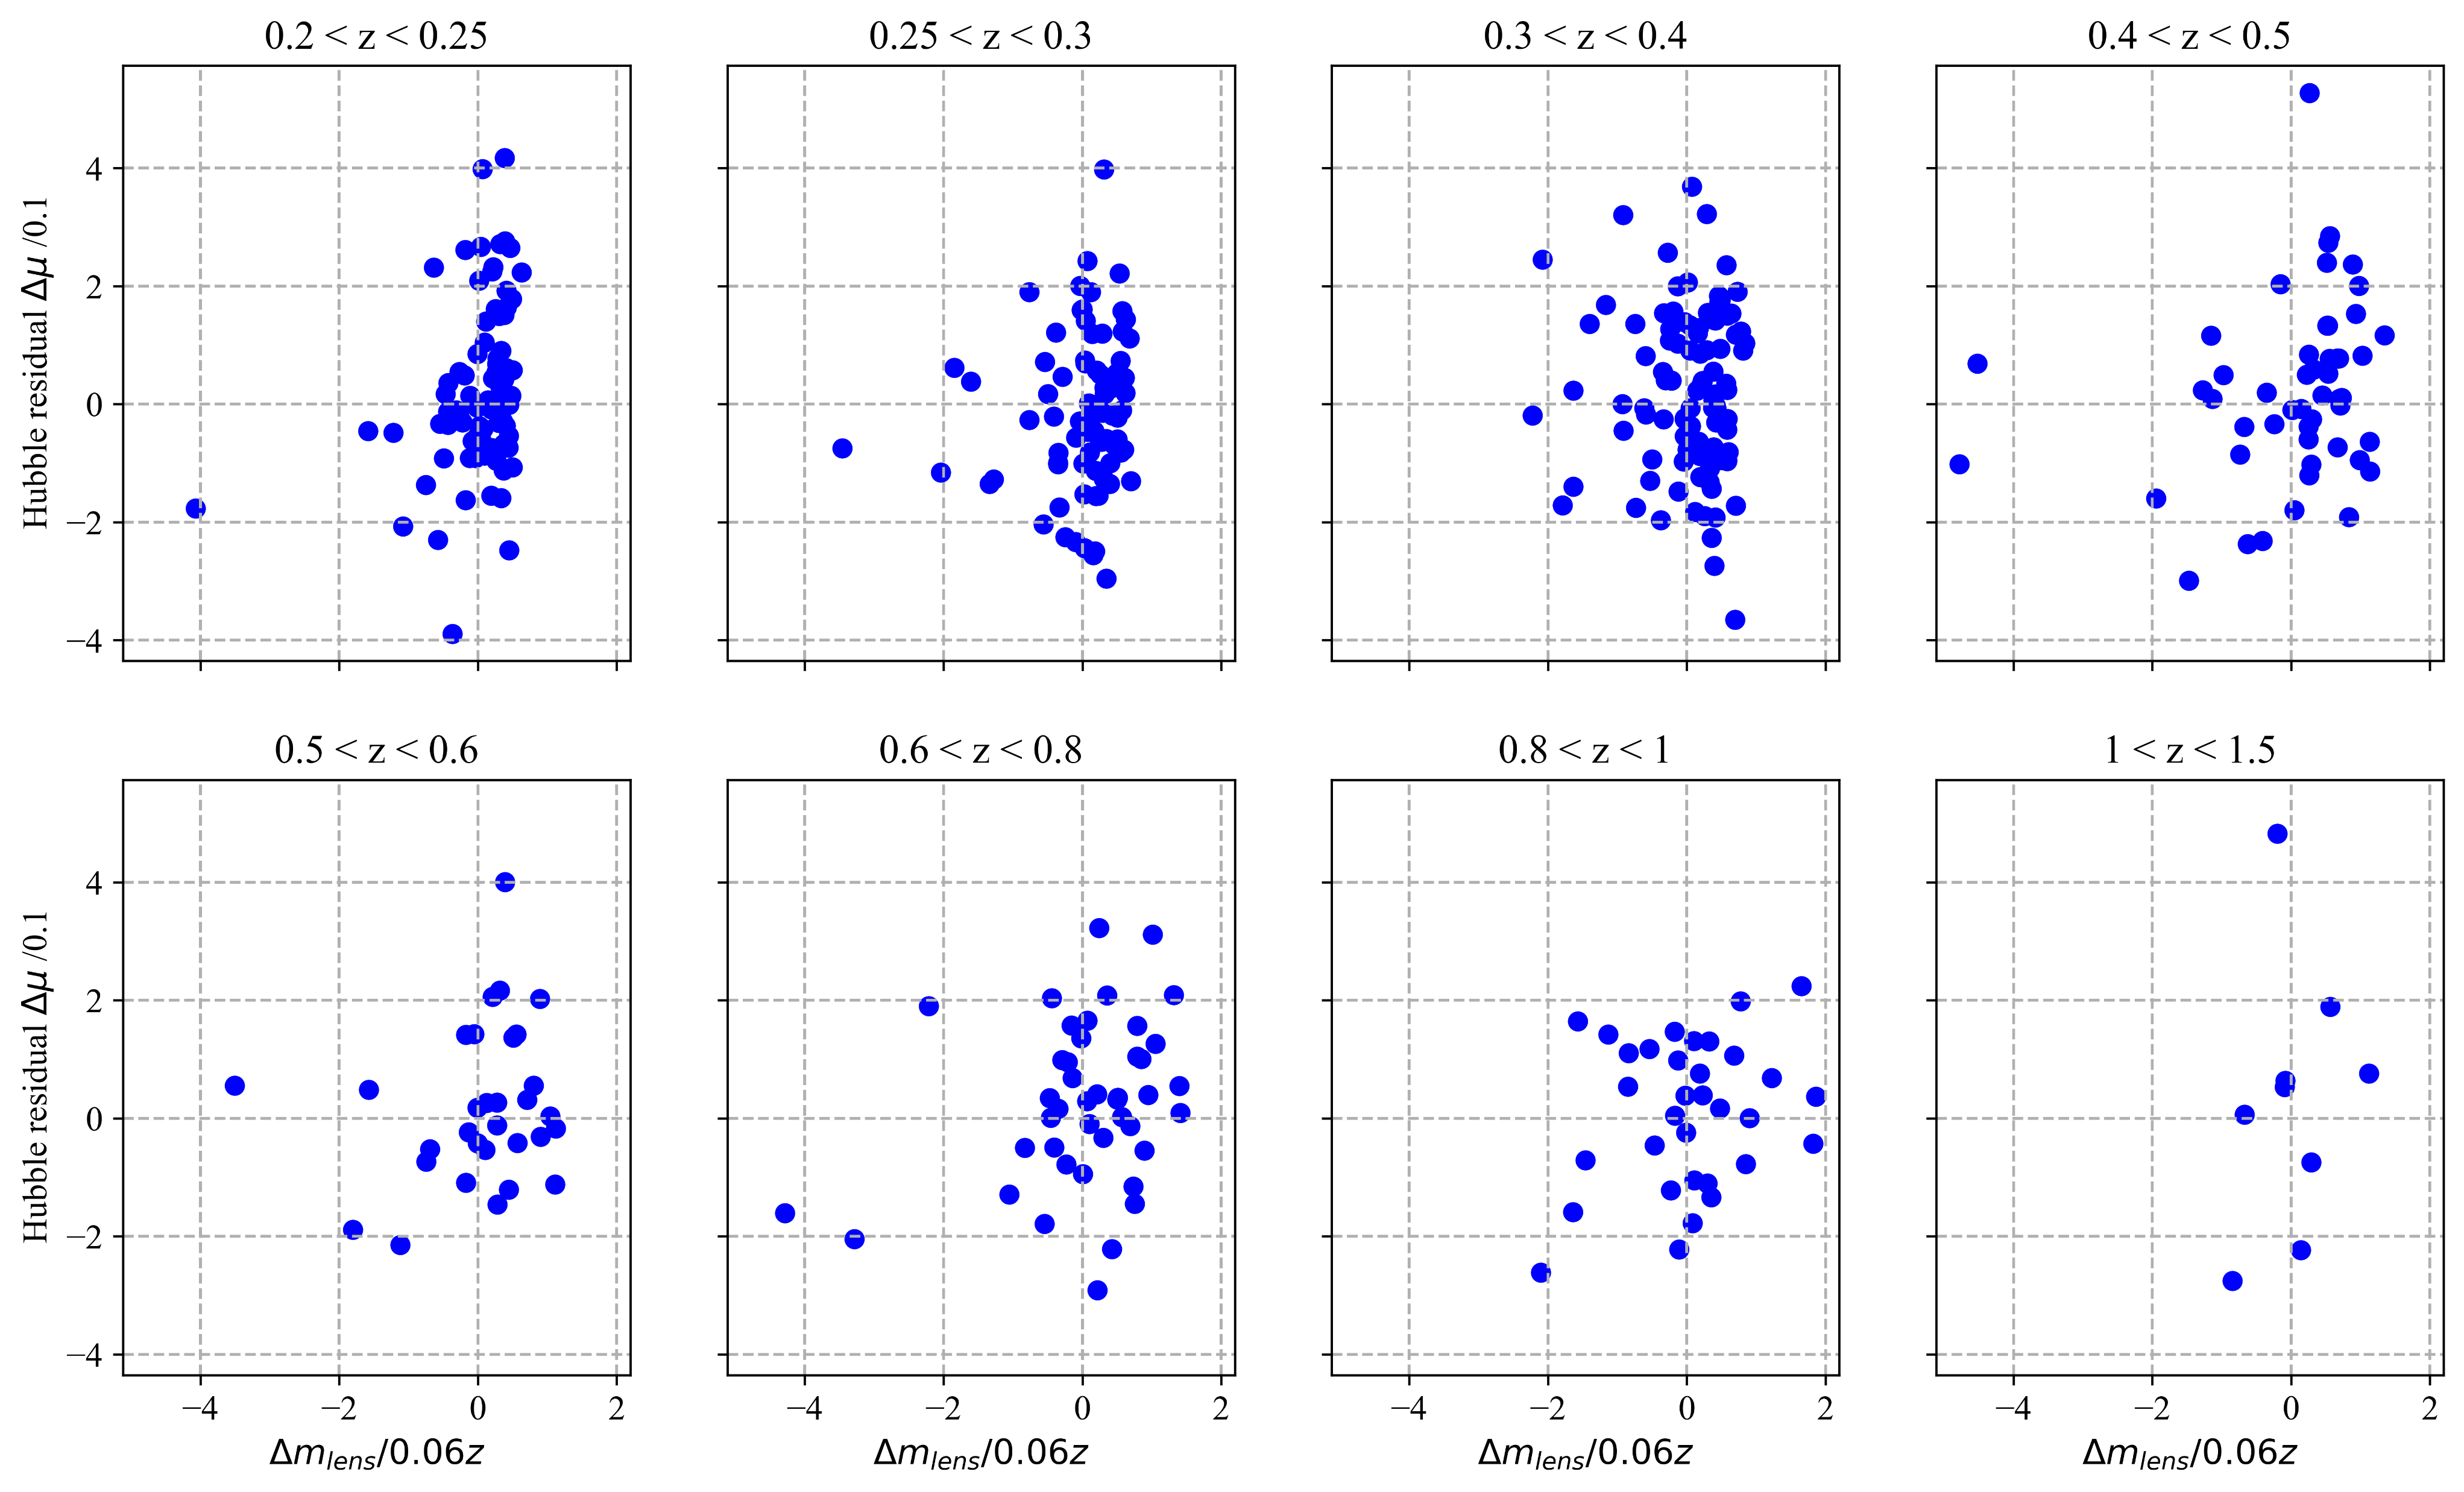 0.2 < z < 0.25
0.25 < z < 0.3
0.3 < z < 0.4
0.4 < z < 0.5
Hubble residual Δμ /0.1
4
2
0
−2
−4
0.5 < z < 0.6
0.6 < z < 0.8
0.8 < z < 1
1 < z < 1.5
Hubble residual Δμ /0.1
4
2
0
−2
−4
−4 −2 0 2
−4 −2 0 2
−4 −2 0 2
−4 −2 0 2
Δm_lens/0.06z
Δm_lens/0.06z
Δm_lens/0.06z
Δm_lens/0.06z